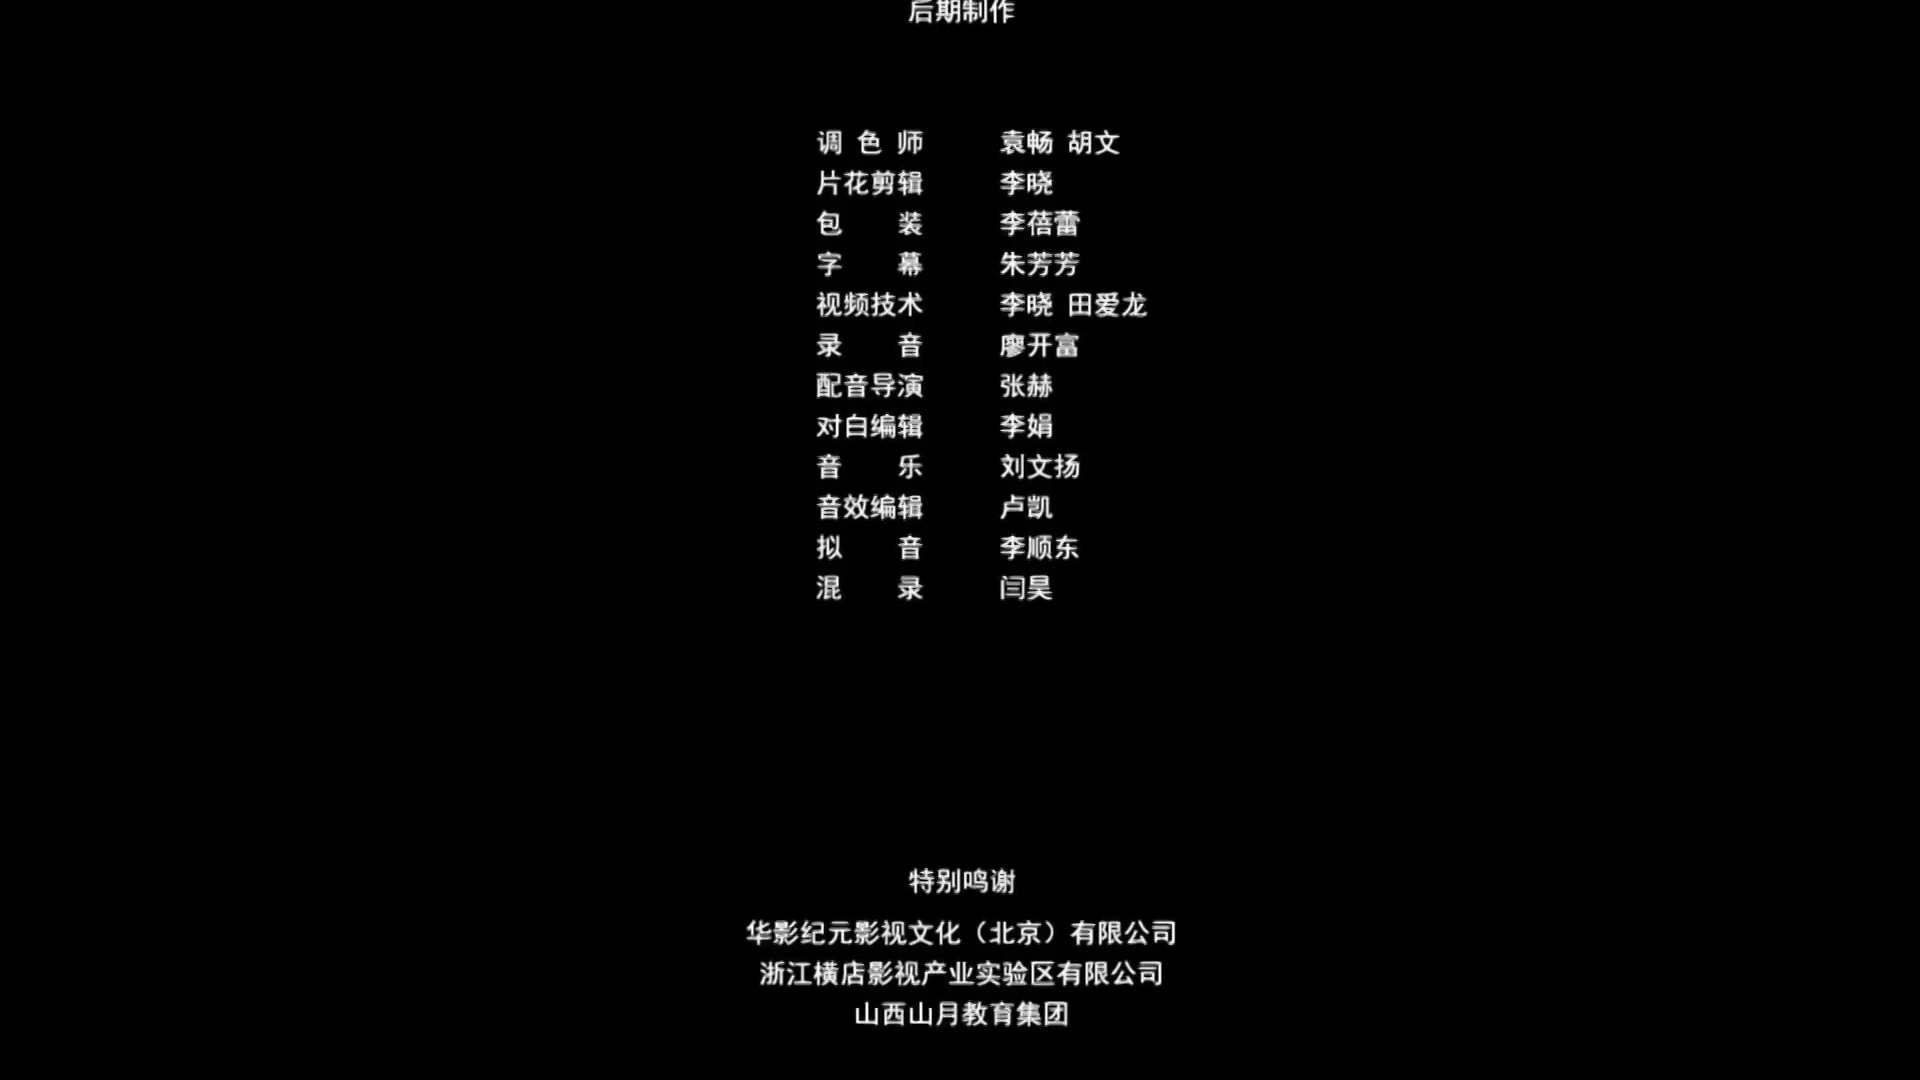 后期制作
调色师 袁畅 胡文
片花剪辑 李晓
包装 李蓓蕾
字幕 朱芳芳
视频技术 李晓 田爱龙
录音 廖开富
配音导演 张赫
对白编辑 李娟
音乐 刘文扬
音效编辑 卢凯
拟音 李顺东
混录 闫昊
特别鸣谢
华影纪元影视文化（北京）有限公司
浙江横店影视产业实验区有限公司
山西山月教育集团